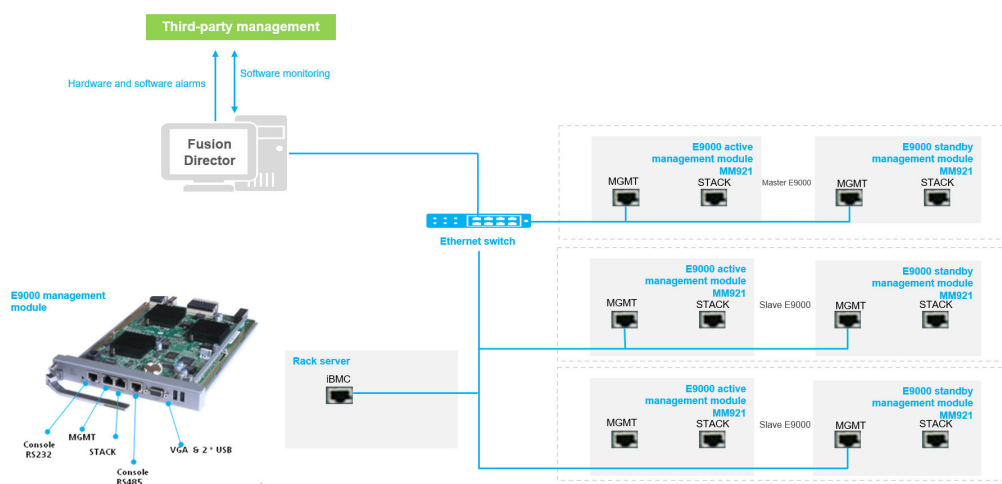 Third-party management
Hardware and software alarms
Software monitoring
Fusion
Director
Ethernet switch
E9000 active
management module
MM921
MGMT
STACK
Master E9000
E9000 standby
management module
MM921
MGMT
STACK
E9000 active
management module
MM921
MGMT
STACK
Slave E9000
E9000 standby
management module
MM921
MGMT
STACK
E9000 active
management module
MM921
MGMT
STACK
Slave E9000
E9000 standby
management module
MM921
MGMT
STACK
Rack server
iBMC
E9000 management
module
Console
RS232
MGMT
STACK
Console
RS485
VGA & 2 * USB